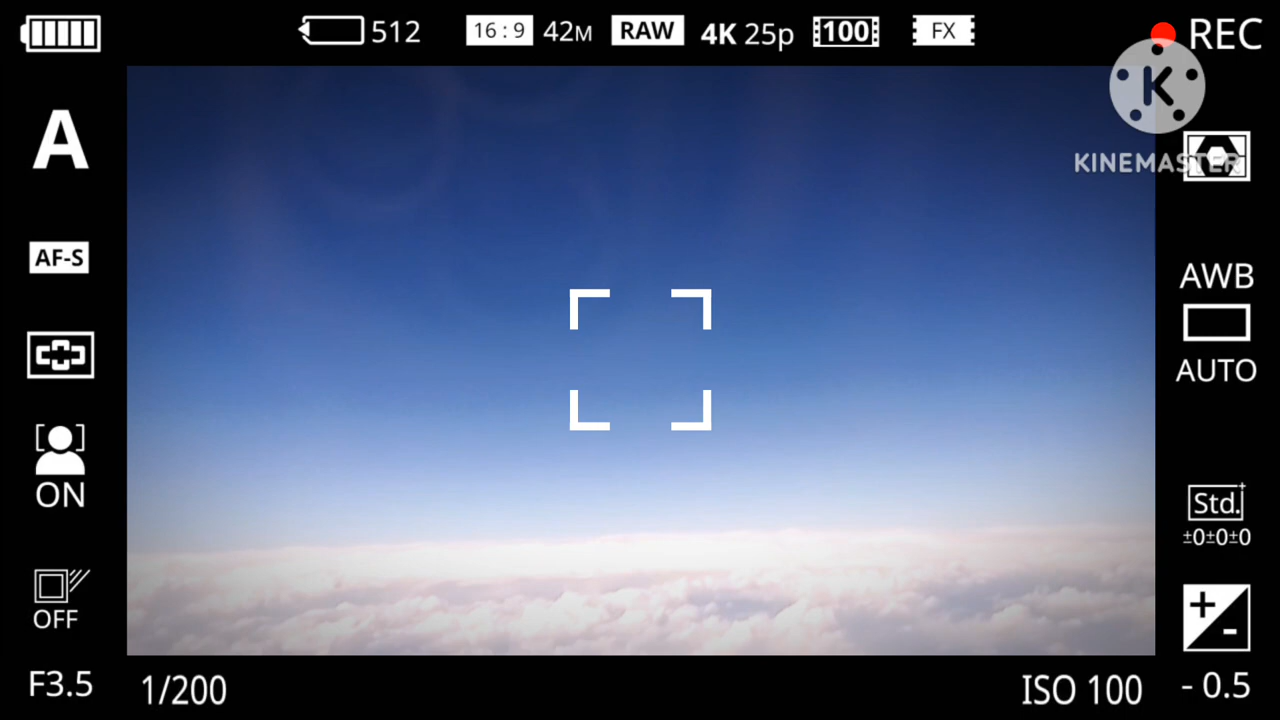 512 16:9 42M RAW 4K 25p 100 FX REC
A
K
KINEMASTER
AF-S
AWB
AUTO
ON
Std.+
±0±0±0
OFF
F3.5 1/200 ISO 100 - 0.5